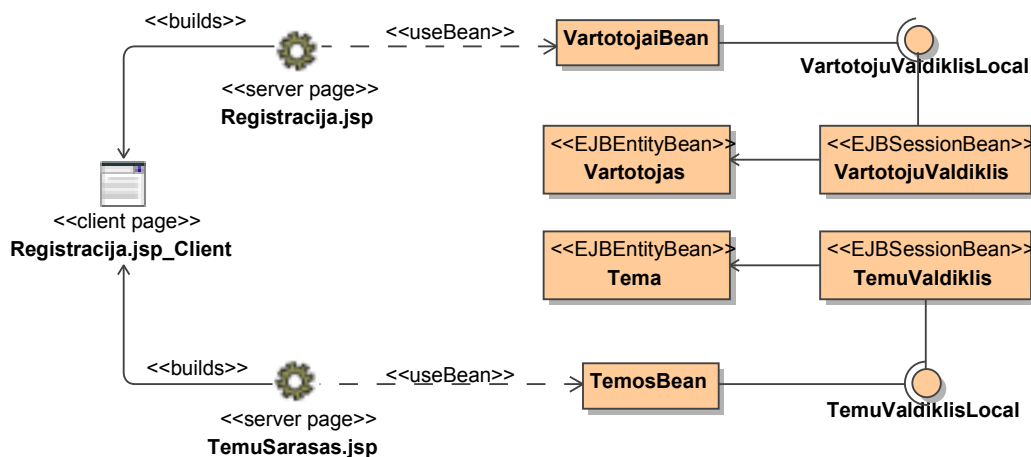 <<builds>>
<<useBean>>
VartotojaiBean
VartotojuValdiklisLocal
<<server page>>
Registracija.jsp
<<EJBEntityBean>>
Vartotojas
<<EJBSessionBean>>
VartotojuValdiklis
<<client page>>
Registracija.jsp_Client
<<EJBEntityBean>>
Tema
<<EJBSessionBean>>
TemuValdiklis
<<builds>>
<<useBean>>
TemosBean
TemuValdiklisLocal
<<server page>>
TemuSarasas.jsp